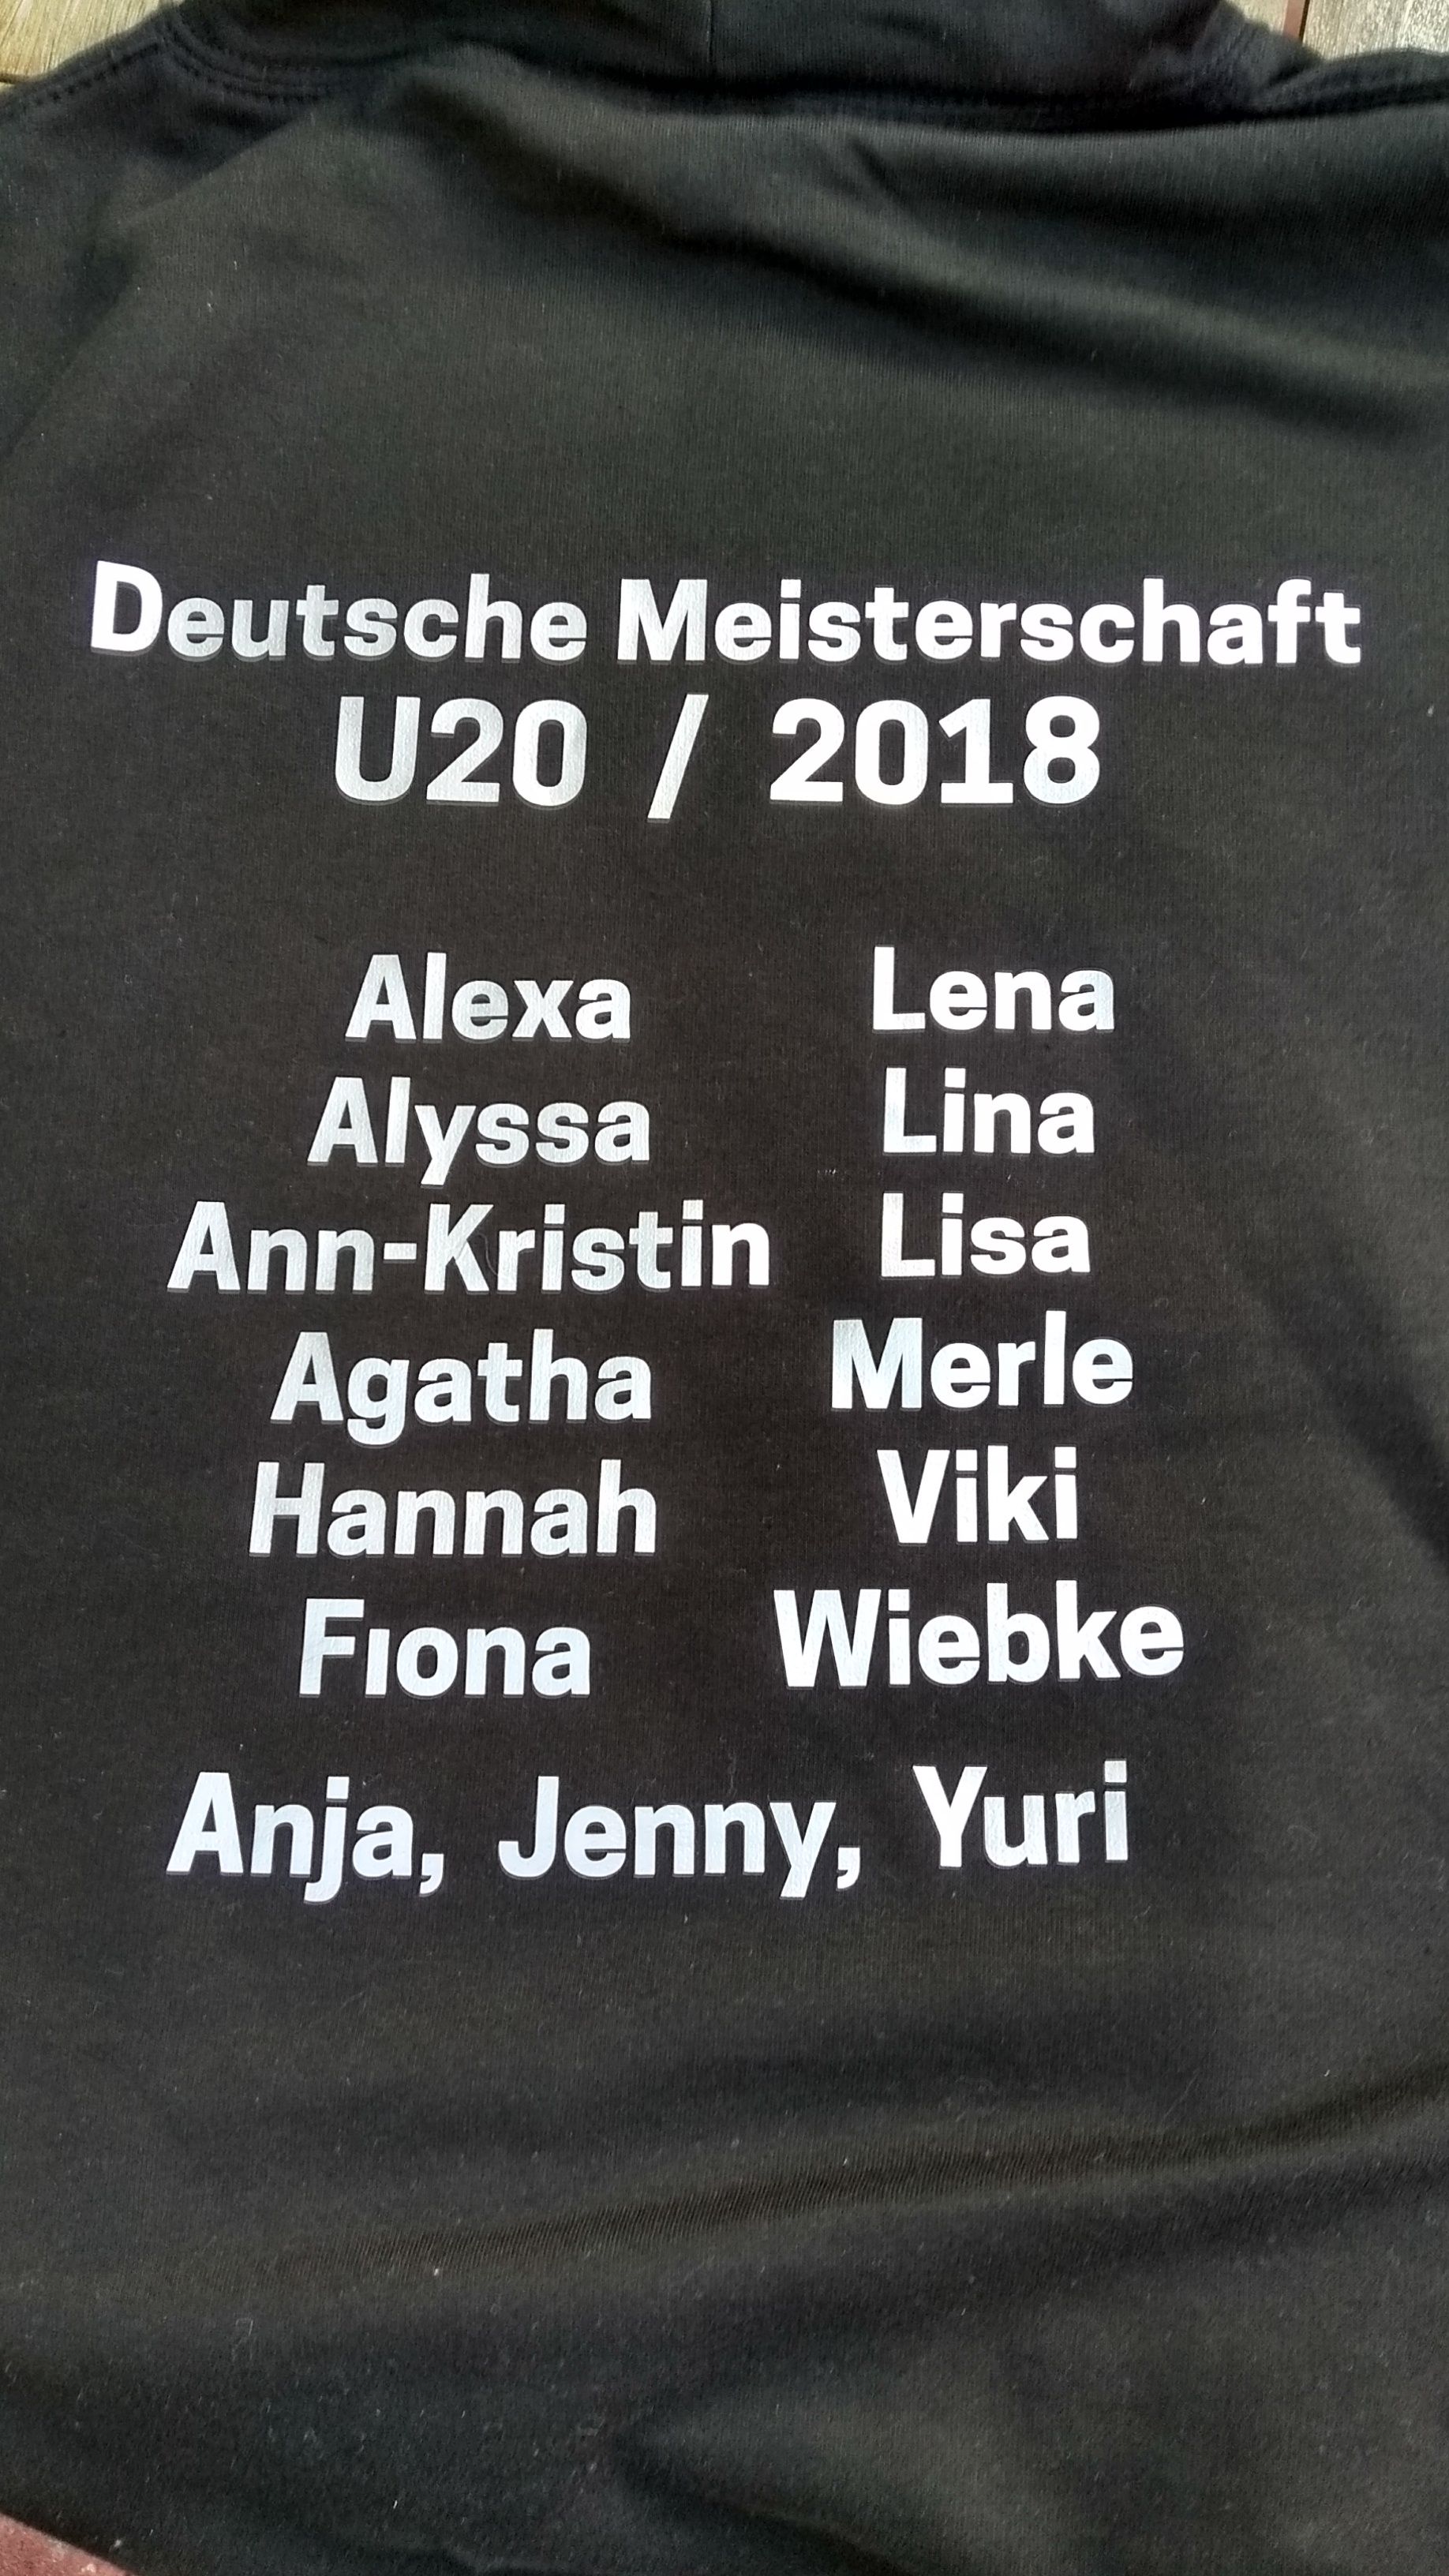 Deutsche Meisterschaft
U20 / 2018
Alexa Lena
Alyssa Lina
Ann-Kristin Lisa
Agatha Merle
Hannah Viki
Fıona Wiebke
Anja, Jenny, Yuri